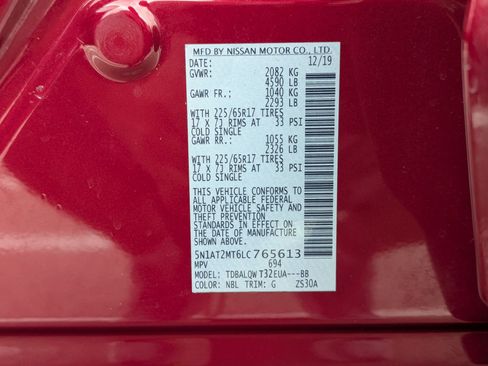 MFD BY NISSAN MOTOR CO., LTD.
DATE: 12/19
GVWR: 2082 KG
4590 LB
GAWR FR.: 1040 KG
2293 LB
WITH 225/65R17 TIRES
17 X 7J RIMS AT 33 PSI
COLD SINGLE
GAWR RR.: 1055 KG
2326 LB
WITH 225/65R17 TIRES
17 X 7J RIMS AT 33 PSI
COLD SINGLE
THIS VEHICLE CONFORMS TO
ALL APPLICABLE FEDERAL
MOTOR VEHICLE SAFETY AND
THEFT PREVENTION
STANDARDS IN EFFECT ON
THE DATE OF MANUFACTURE
SHOWN ABOVE.
5N1AT2MT6LC765613
MPV 694
MODEL: TDBALQWT32EUA---BB
COLOR: NBL TRIM: G ZS30A